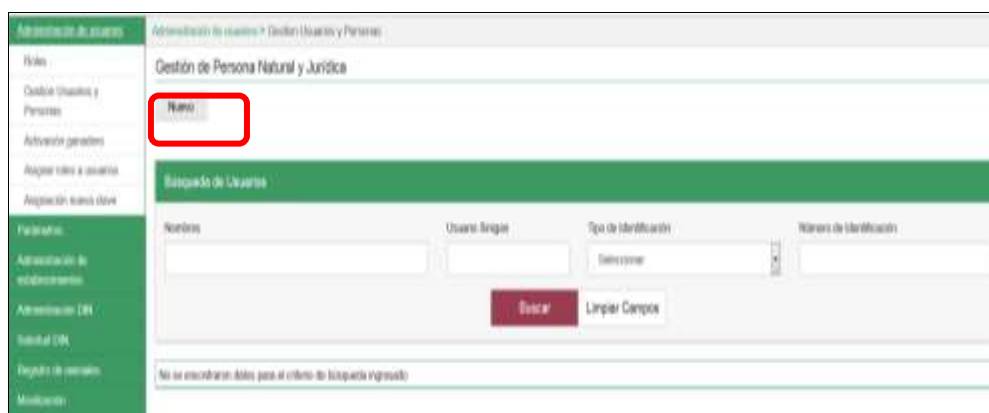 Administración de usuarios
Administración de usuarios > Gestion Usuarios y Personas
Roles
Gestion Usuarios y
Personas
Activación ganadero
Asignar roles a usuarios
Asignación nueva clave
Parámetros
Administración de
establecimientos
Administración DIN
Solicitud DIN
Registro de animales
Movilización
Gestión de Persona Natural y Jurídica
Nuevo
Búsqueda de Usuarios
Nombres
Usuario Sinigan
Tipo de Identificación
Número de Identificación
Seleccionar
Buscar
Limpiar Campos
No se encontraron datos para el criterio de búsqueda ingresado